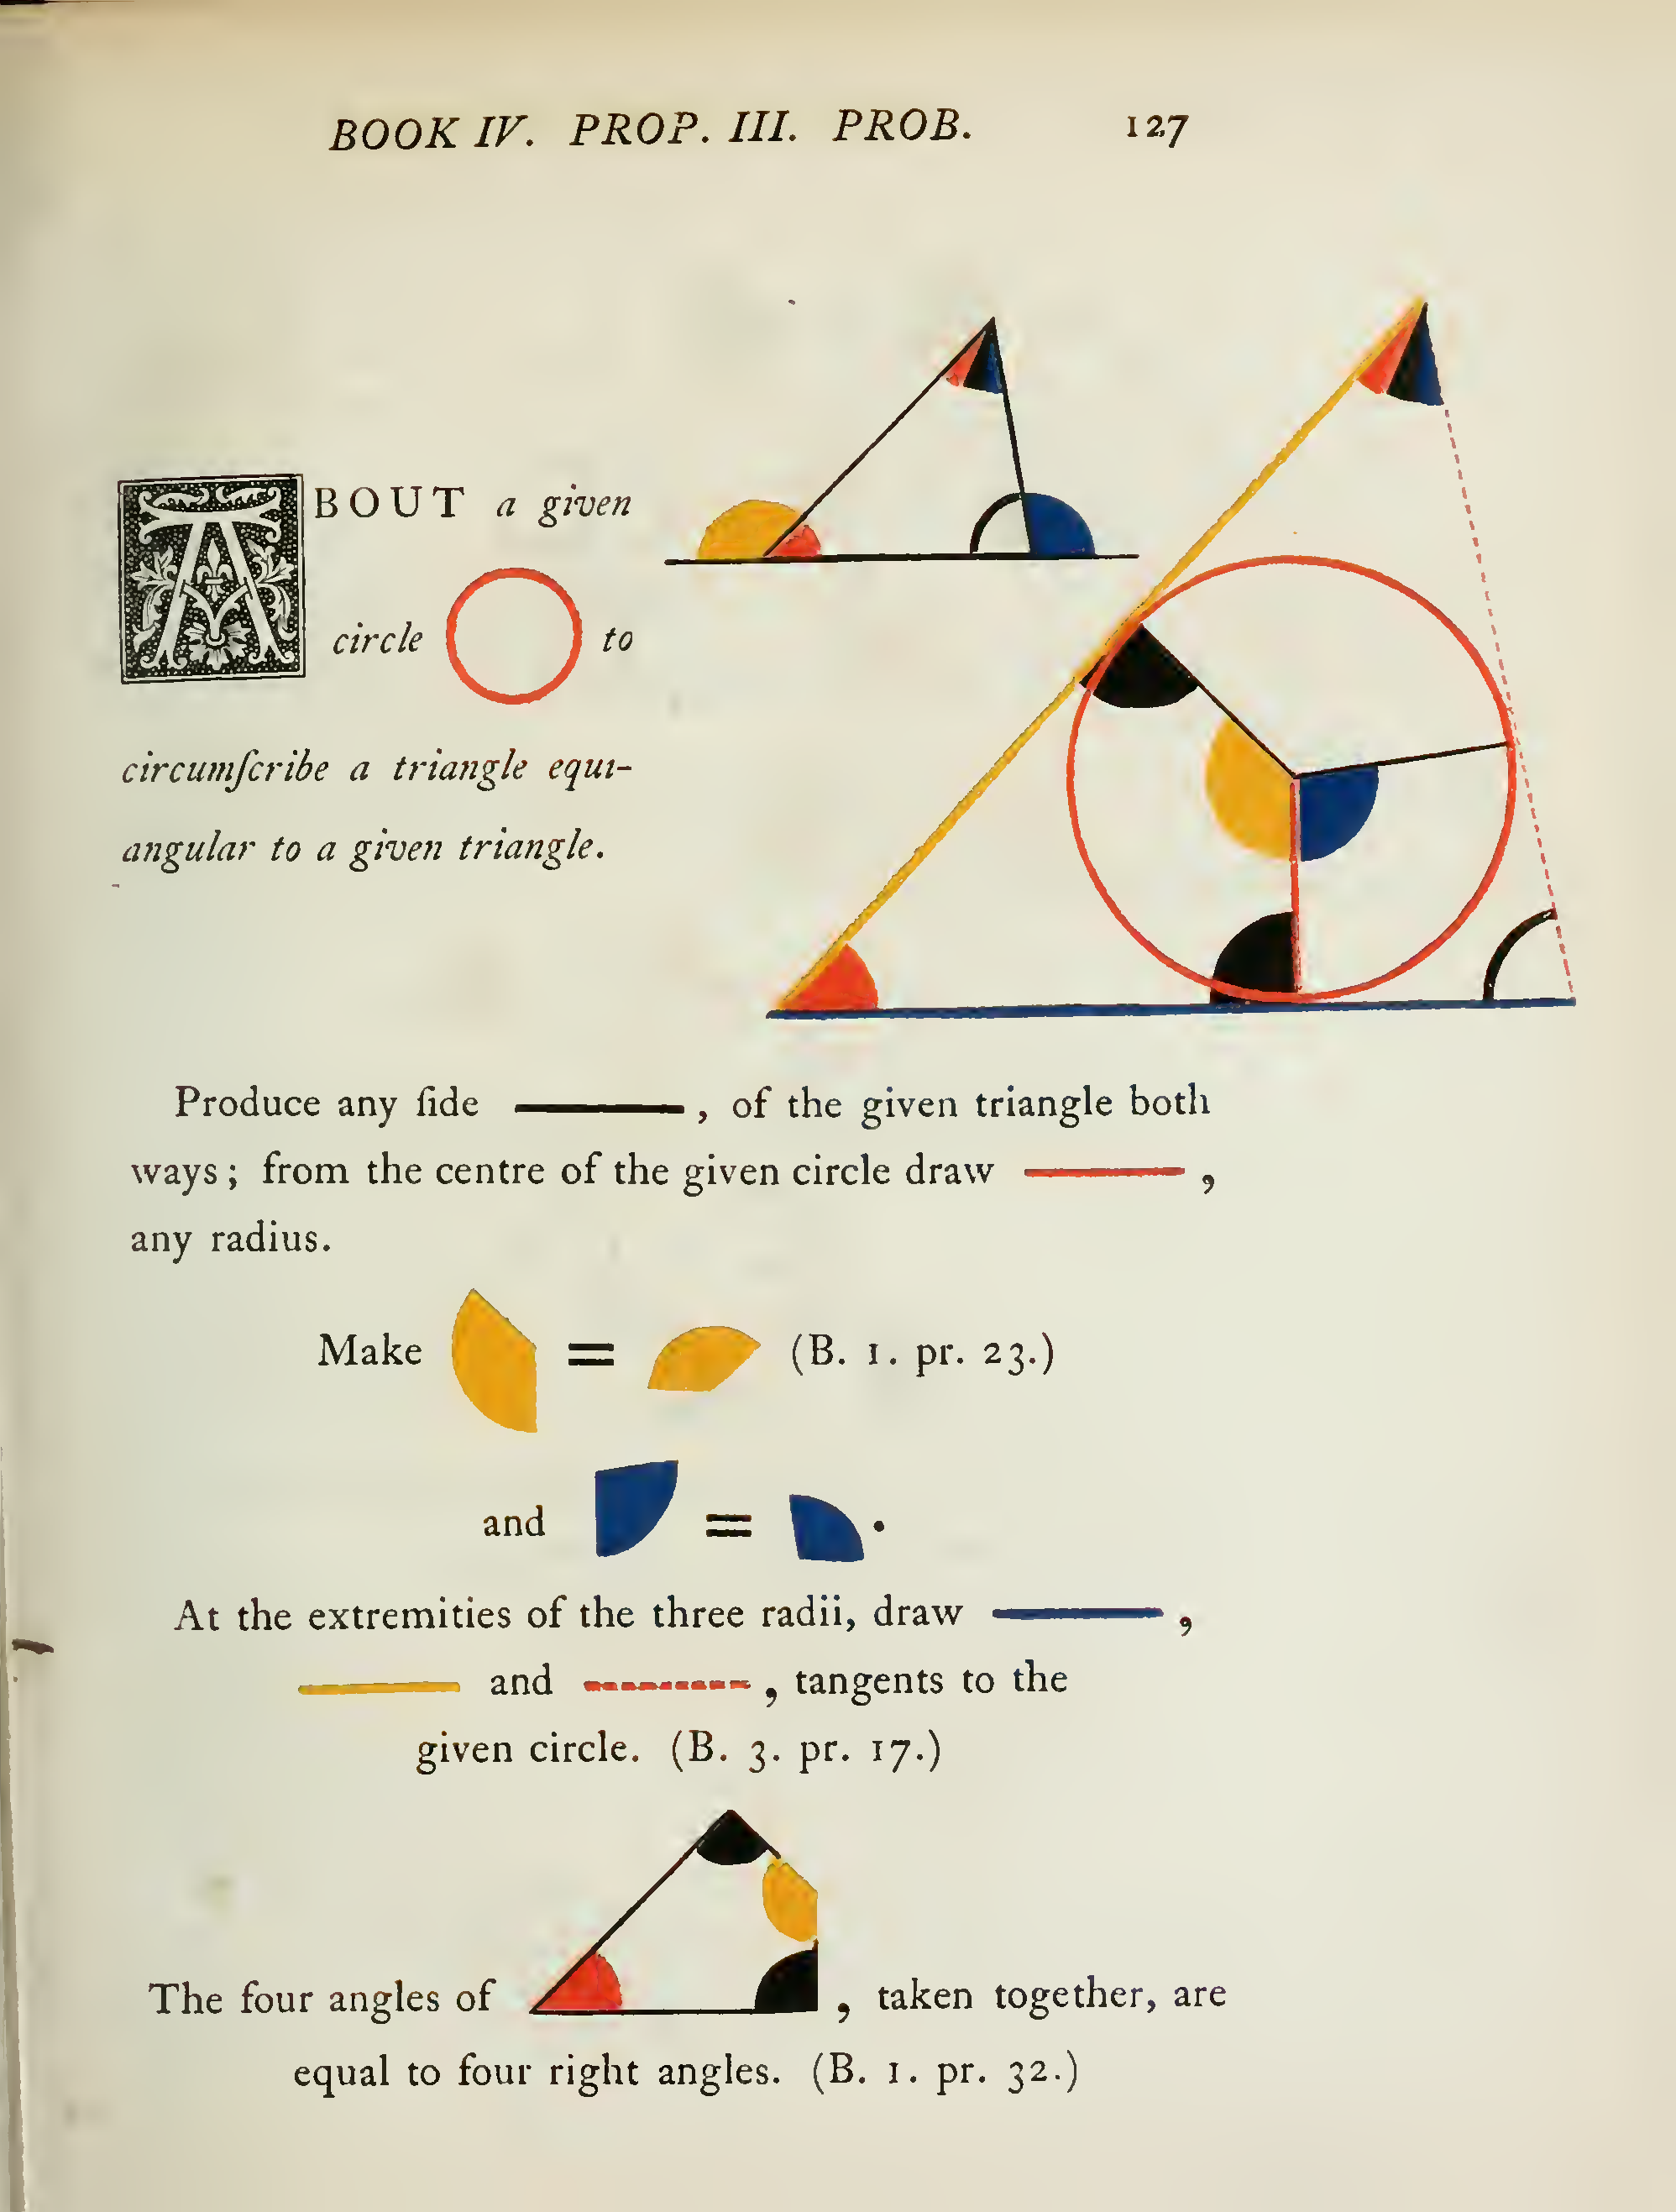 BOOK IV. PROP. III. PROB. 127
ABOUT a given
circle to
circumſcribe a triangle equi-
angular to a given triangle.
Produce any ſide , of the given triangle both
ways; from the centre of the given circle draw ,
any radius.
Make = (B. 1. pr. 23.)
and = .
At the extremities of the three radii, draw ,
and , tangents to the
given circle. (B. 3. pr. 17.)
The four angles of , taken together, are
equal to four right angles. (B. 1. pr. 32.)